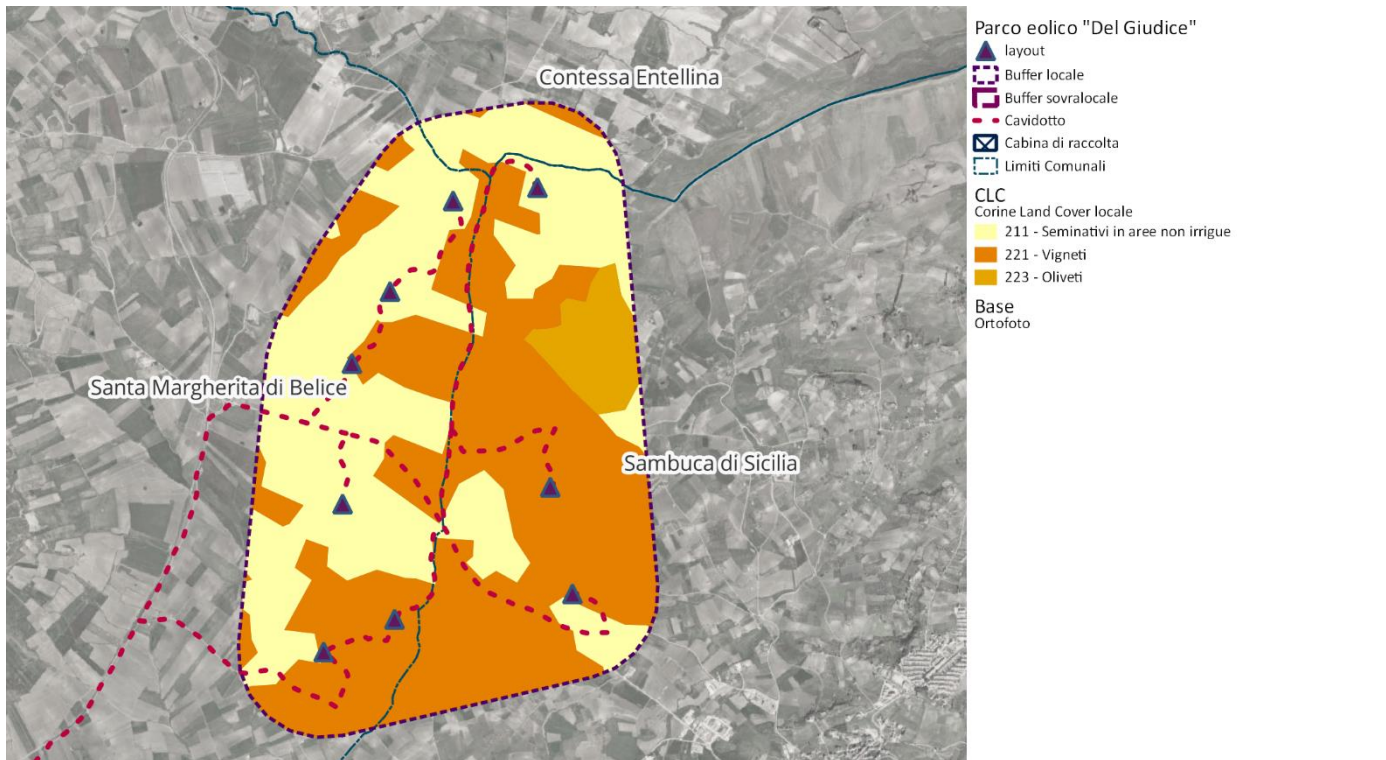 Contessa Entellina
Santa Margherita di Belice
Sambuca di Sicilia
Parco eolico "Del Giudice"
layout
Buffer locale
Buffer sovralocale
Cavidotto
Cabina di raccolta
Limiti Comunali
CLC
Corine Land Cover locale
211 - Seminativi in aree non irrigue
221 - Vigneti
223 - Oliveti
Base
Ortofoto